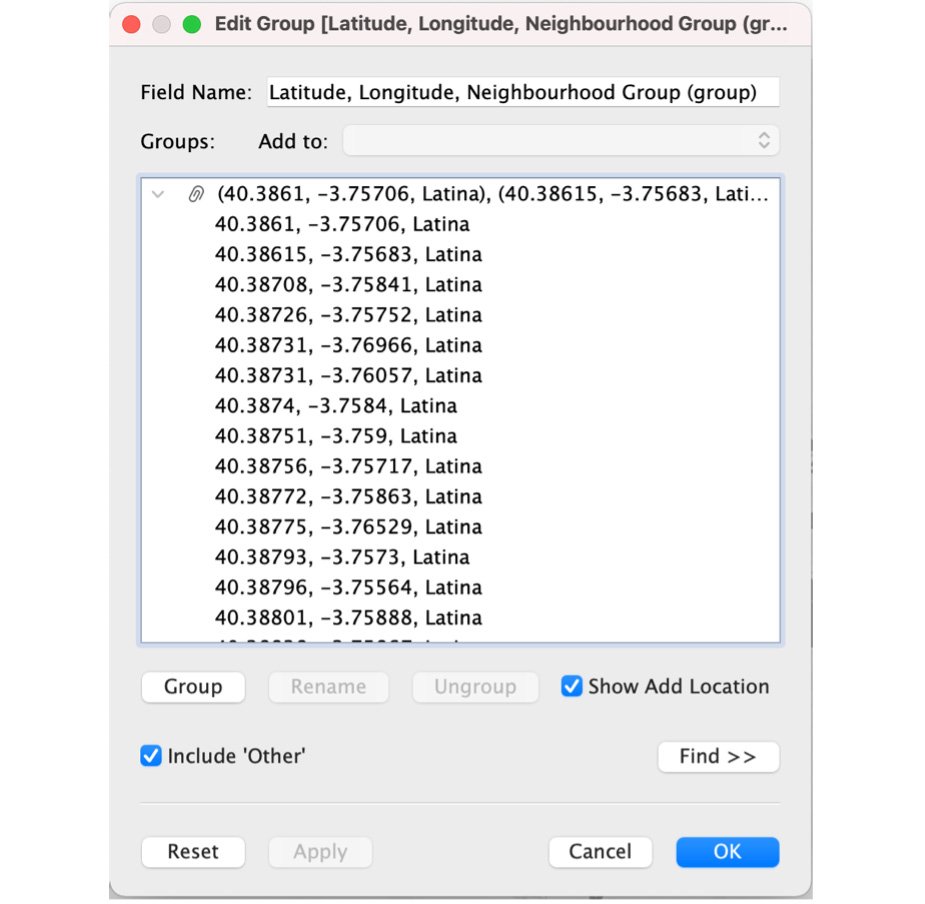 Edit Group [Latitude, Longitude, Neighbourhood Group (gr...
Field Name: Latitude, Longitude, Neighbourhood Group (group)
Groups: Add to:
(40.3861, −3.75706, Latina), (40.38615, −3.75683, Lati...
40.3861, −3.75706, Latina
40.38615, −3.75683, Latina
40.38708, −3.75841, Latina
40.38726, −3.75752, Latina
40.38731, −3.76966, Latina
40.38731, −3.76057, Latina
40.3874, −3.7584, Latina
40.38751, −3.759, Latina
40.38756, −3.75717, Latina
40.38772, −3.75863, Latina
40.38775, −3.76529, Latina
40.38793, −3.7573, Latina
40.38796, −3.75564, Latina
40.38801, −3.75888, Latina
Group Rename Ungroup Show Add Location
Include 'Other' Find >>
Reset Apply Cancel OK